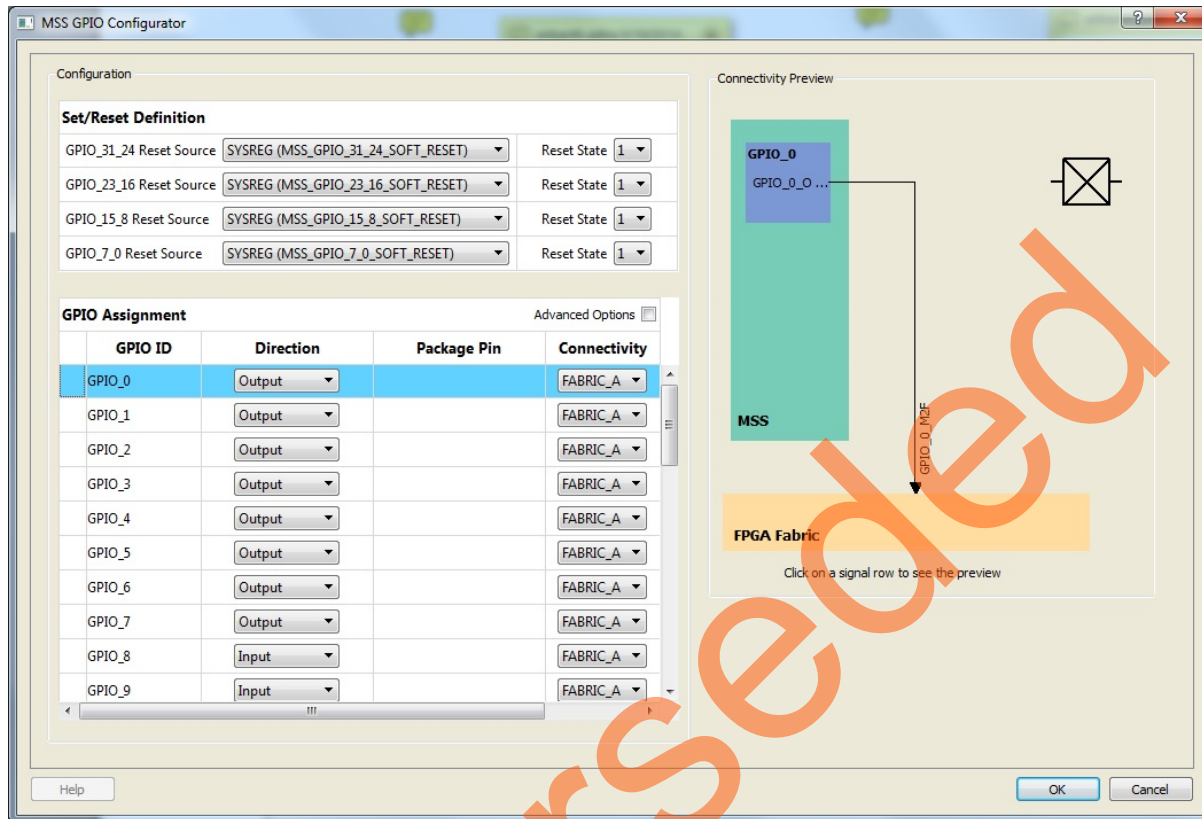 MSS GPIO Configurator
Configuration
Set/Reset Definition
GPIO_31_24 Reset Source SYSREG (MSS_GPIO_31_24_SOFT_RESET) Reset State 1
GPIO_23_16 Reset Source SYSREG (MSS_GPIO_23_16_SOFT_RESET) Reset State 1
GPIO_15_8 Reset Source SYSREG (MSS_GPIO_15_8_SOFT_RESET) Reset State 1
GPIO_7_0 Reset Source SYSREG (MSS_GPIO_7_0_SOFT_RESET) Reset State 1
GPIO Assignment Advanced Options
GPIO ID Direction Package Pin Connectivity
GPIO_0 Output FABRIC_A
GPIO_1 Output FABRIC_A
GPIO_2 Output FABRIC_A
GPIO_3 Output FABRIC_A
GPIO_4 Output FABRIC_A
GPIO_5 Output FABRIC_A
GPIO_6 Output FABRIC_A
GPIO_7 Output FABRIC_A
GPIO_8 Input FABRIC_A
GPIO_9 Input FABRIC_A
Connectivity Preview
GPIO_0
GPIO_0_O ...
MSS
GPIO_0_M2F
FPGA Fabric
Click on a signal row to see the preview
Help OK Cancel
rseded